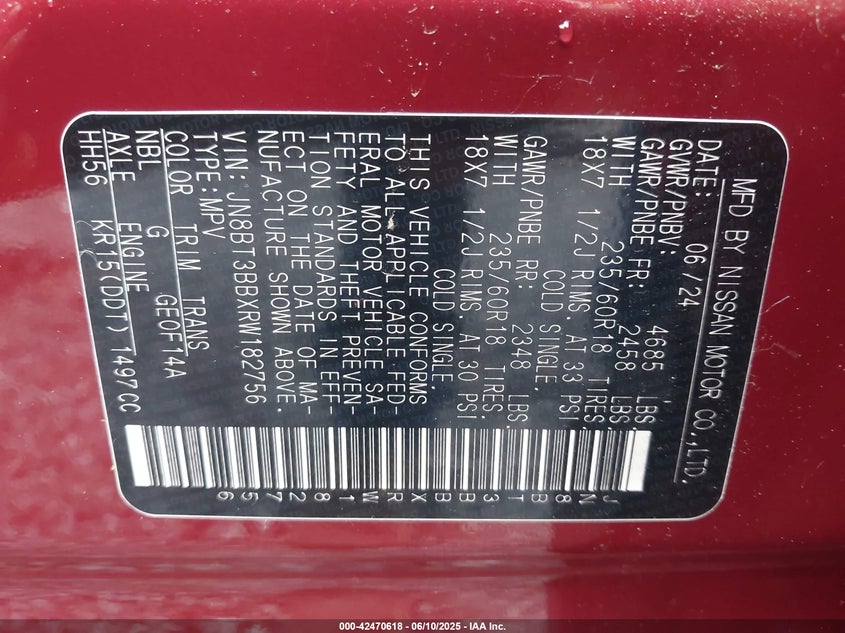 MFD BY NISSAN MOTOR CO.,LTD.
DATE: 06/24
GVWR/PNBV: 4685 LBS.
GAWR/PNBE FR: 2458 LBS.
WITH 235/60R18 TIRES.
18X7 1/2J RIMS. AT 33 PSI
COLD SINGLE.
GAWR/PNBE RR: 2348 LBS.
WITH 235/60R18 TIRES.
18X7 1/2J RIMS AT 30 PSI
COLD SINGLE.
THIS VEHICLE CONFORMS
TO ALL APPLICABLE FED-
ERAL MOTOR VEHICLE SA-
FETY AND THEFT PREVEN-
TION STANDARDS IN EFF-
ECT ON THE DATE OF MA-
NUFACTURE SHOWN ABOVE.
VIN: JN8BT3BBXRW182756
TYPE:MPV
COLOR TRIM TRANS
NBL G GE0F14A
AXLE ENGINE
HH56 KR15(DDT) 1497CC
JN8BT3BBXRW182756
000-42470618 - 06/10/2025 - IAA Inc.